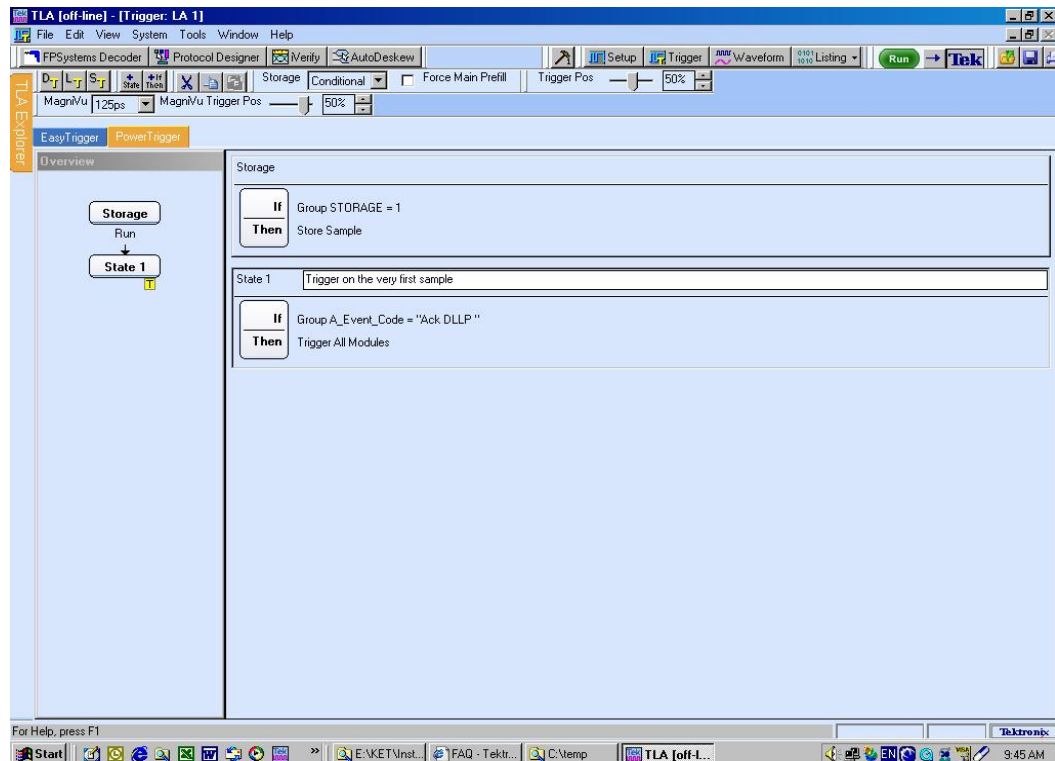 TLA [off-line] - [Trigger: LA 1]
File Edit View System Tools Window Help
FPSystems Decoder Protocol Designer iVerify AutoDeskew Setup Trigger Waveform Listing Run Tek
State If Then Storage Conditional Force Main Prefill Trigger Pos 50%
MagniVu 125ps MagniVu Trigger Pos 50%
TLA Explorer
EasyTrigger PowerTrigger
Overview
Storage
Run
State 1
T
Storage
If Group STORAGE = 1
Then Store Sample
State 1 Trigger on the very first sample
If Group A_Event_Code = "Ack DLLP "
Then Trigger All Modules
For Help, press F1
Tektronix
Start E:\KET\Inst... FAQ - Tektr... C:\temp TLA [off-l... EN 9:45 AM